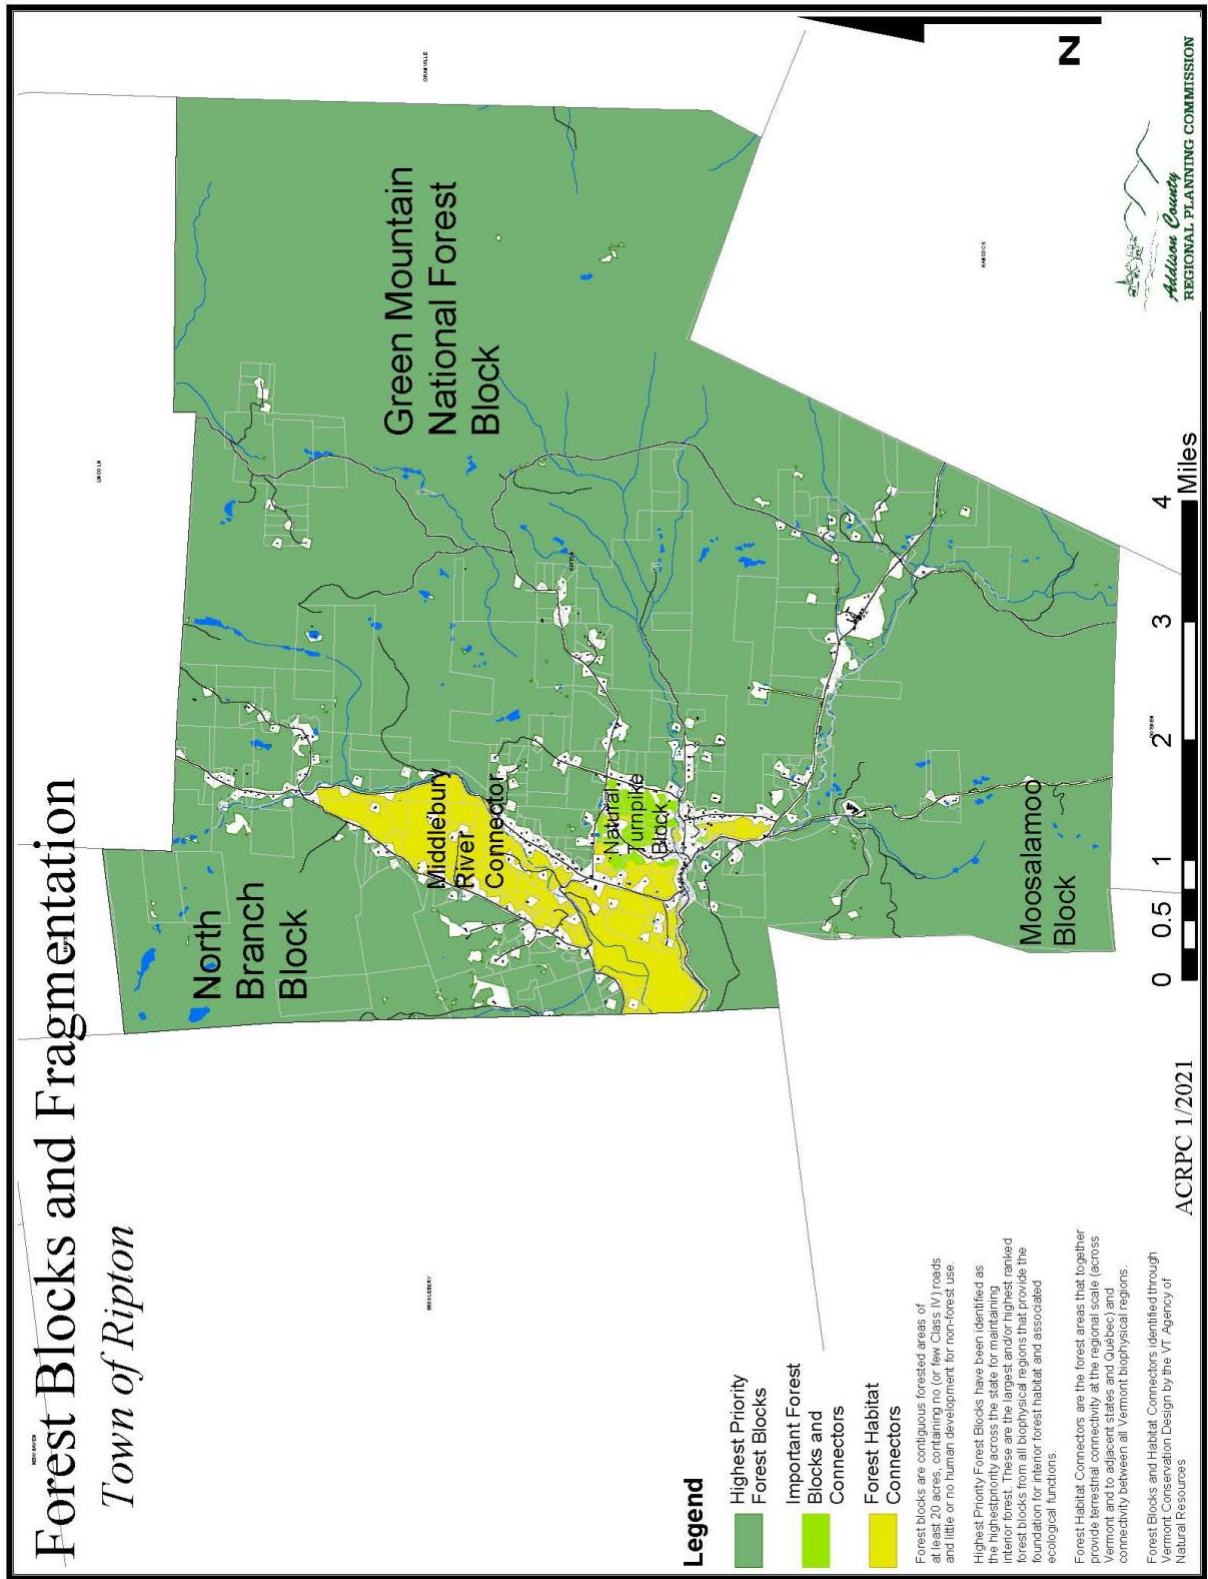 Forest Blocks and Fragmentation
Town of Ripton
LINCOLN
GRANVILLE
MIDDLEBURY
RIPTON
HANCOCK
GOSHEN
North
Branch
Block
Green Mountain
National Forest
Block
Middlebury
River
Connector
Natural
Turnpike
Block
Moosalamoo
Block
Legend
Highest Priority
Forest Blocks
Important Forest
Blocks and
Connectors
Forest Habitat
Connectors
Forest blocks are contiguous forested areas of
at least 20 acres, containing no (or few Class IV) roads
and little or no human development for non-forest use.
Highest Priority Forest Blocks have been identified as
the highestpriority across the state for maintaining
interior forest. These are the largest and/or highest ranked
forest blocks from all biophysical regions that provide the
foundation for interior forest habitat and associated
ecological functions.
Forest Habitat Connectors are the forest areas that together
provide terrestrial connectivity at the regional scale (across
Vermont and to adjacent states and Québec) and
connectivity between all Vermont biophysical regions.
Forest Blocks and Habitat Connectors identified through
Vermont Conservation Design by the VT Agency of
Natural Resources
ACRPC 1/2021
0 0.5 1 2 3 4
Miles
N
Addison County
REGIONAL PLANNING COMMISSION